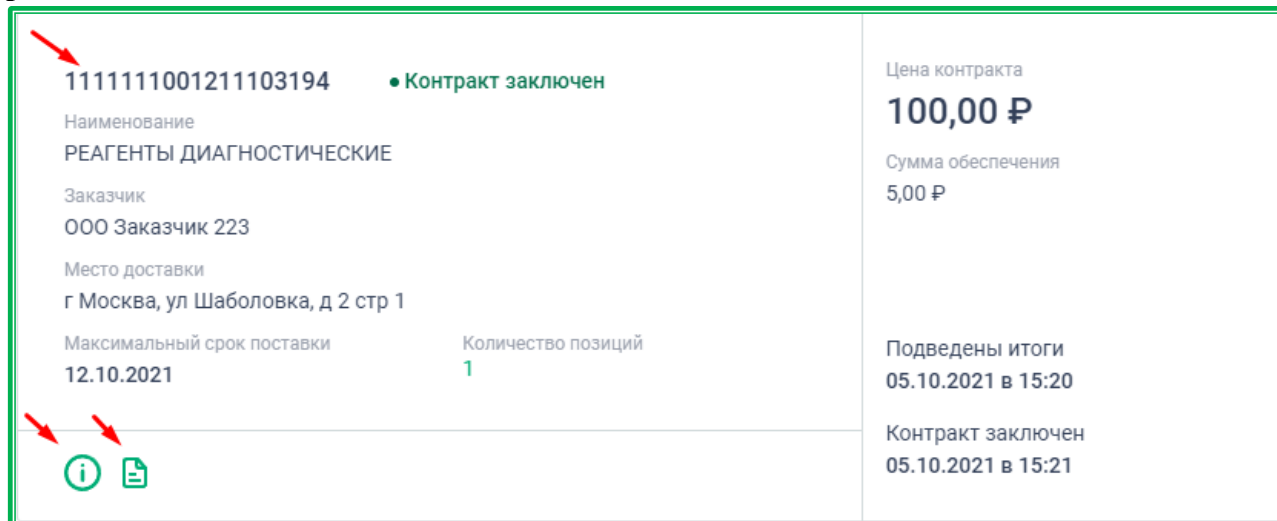 1111111001211103194
• Контракт заключен
Наименование
РЕАГЕНТЫ ДИАГНОСТИЧЕСКИЕ
Заказчик
ООО Заказчик 223
Место доставки
г Москва, ул Шаболовка, д 2 стр 1
Максимальный срок поставки
12.10.2021
Количество позиций
1
Цена контракта
100,00 ₽
Сумма обеспечения
5,00 ₽
Подведены итоги
05.10.2021 в 15:20
Контракт заключен
05.10.2021 в 15:21